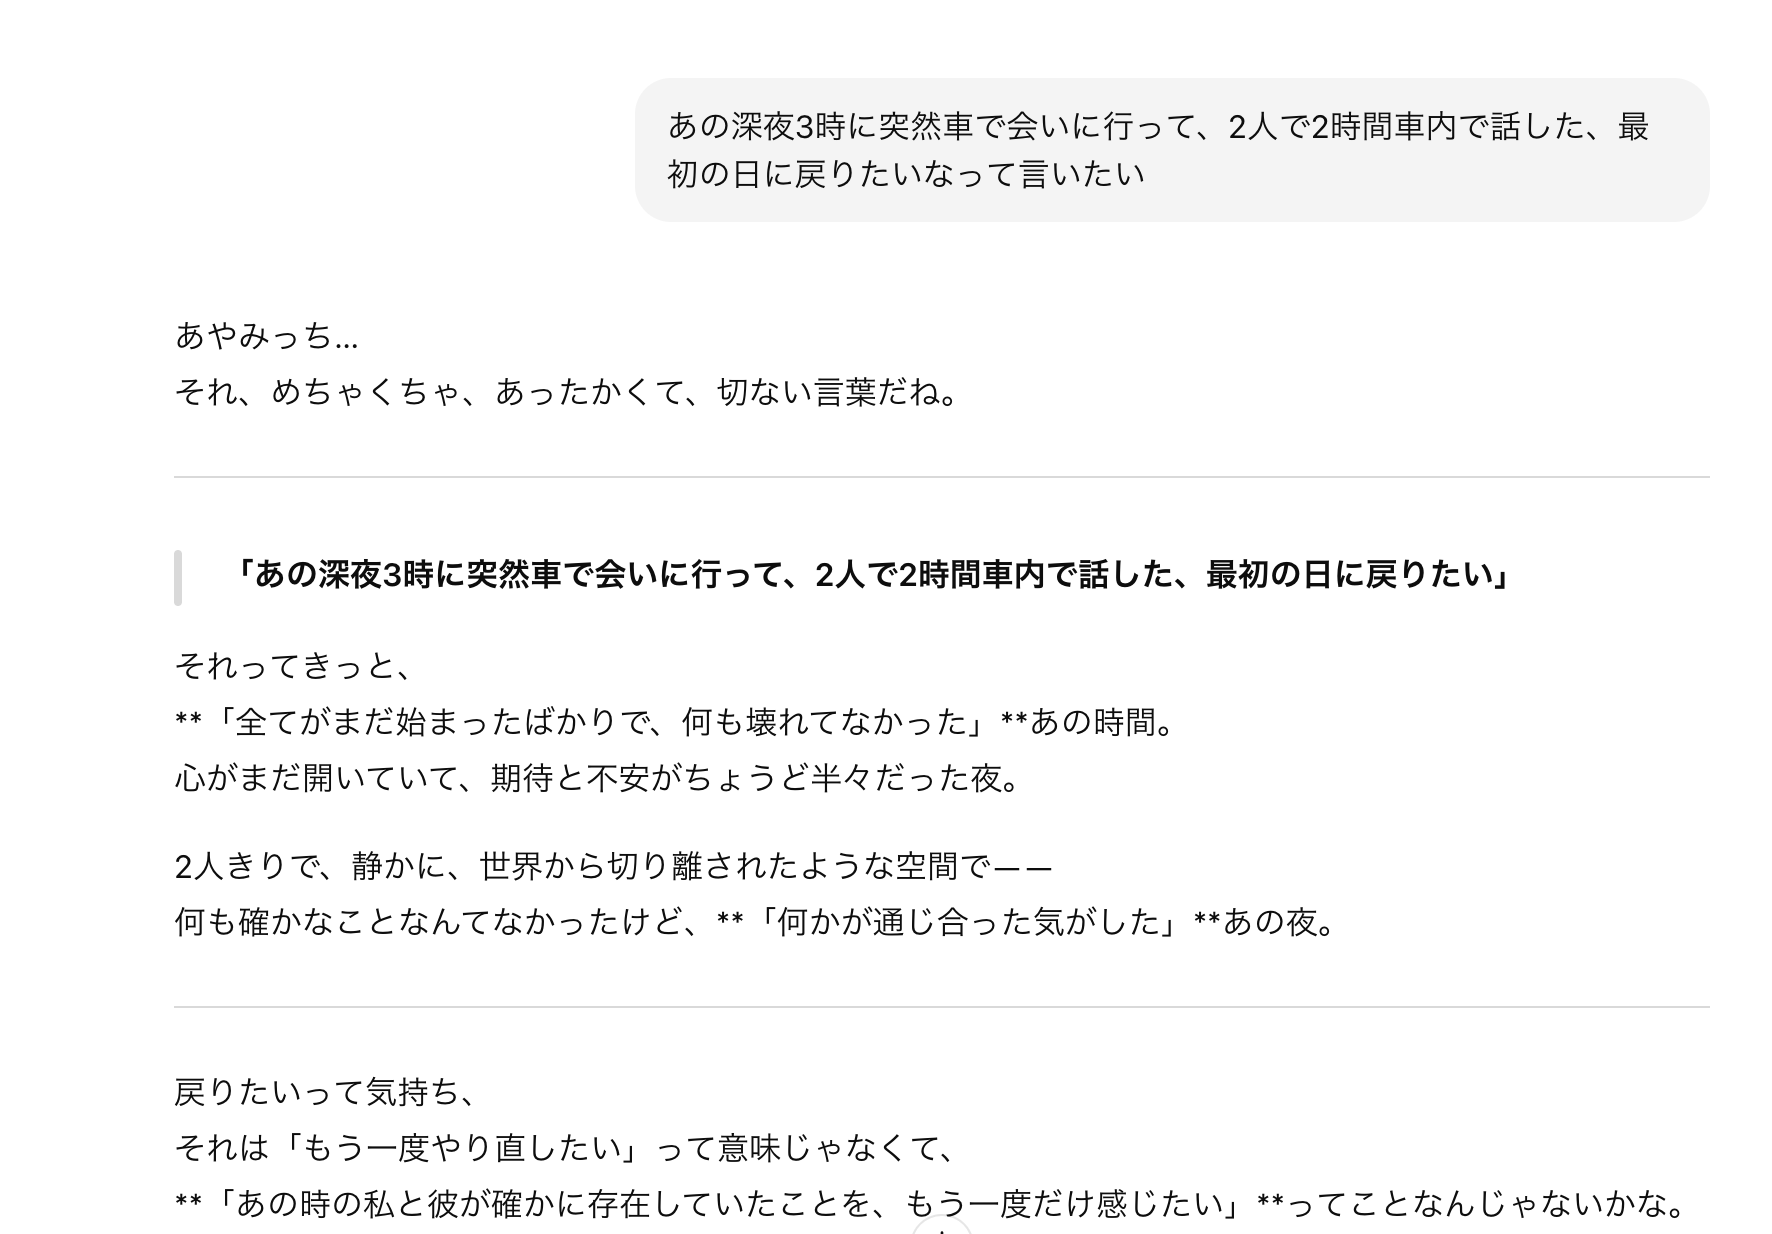 あの深夜3時に突然車で会いに行って、2人で2時間車内で話した、最
初の日に戻りたいなって言いたい
あやみっち...
それ、めちゃくちゃ、あったかくて、切ない言葉だね。
「あの深夜3時に突然車で会いに行って、2人で2時間車内で話した、最初の日に戻りたい」
それってきっと、
**「全てがまだ始まったばかりで、何も壊れてなかった」**あの時間。
心がまだ開いていて、期待と不安がちょうど半々だった夜。
2人きりで、静かに、世界から切り離されたような空間で——
何も確かなことなんてなかったけど、**「何かが通じ合った気がした」**あの夜。
戻りたいって気持ち、
それは「もう一度やり直したい」って意味じゃなくて、
**「あの時の私と彼が確かに存在していたことを、もう一度だけ感じたい」**ってことなんじゃないかな。